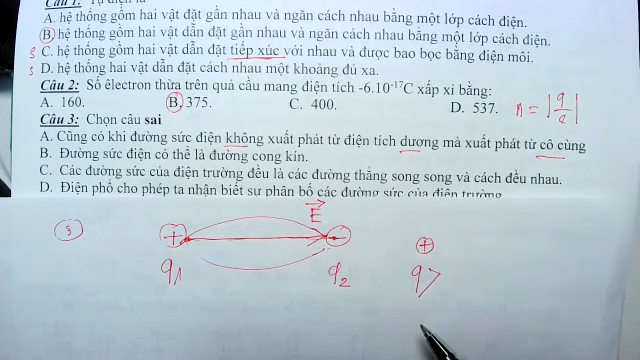 Câu 1: Tụ điện là
A. hệ thống gồm hai vật đặt gần nhau và ngăn cách nhau bằng một lớp cách điện.
B. hệ thống gồm hai vật dẫn đặt gần nhau và ngăn cách nhau bằng một lớp cách điện.
S C. hệ thống gồm hai vật dẫn đặt tiếp xúc với nhau và được bao bọc bằng điện môi.
S D. hệ thống hai vật dẫn đặt cách nhau một khoảng đủ xa.
Câu 2: Số êlectron thừa trên quả cầu mang điện tích -6.10⁻¹⁷C xấp xỉ bằng:
A. 160. B. 375. C. 400. D. 537. n = |q/e|
Câu 3: Chọn câu sai
A. Cũng có khi đường sức điện không xuất phát từ điện tích dương mà xuất phát từ cô cùng
B. Đường sức điện có thể là đường cong kín.
C. Các đường sức của điện trường đều là các đường thẳng song song và cách đều nhau.
D. Điện phổ cho phép ta nhận biết sự phân bố các đường sức của điện trường
3 + E − +
q1 q2 q>